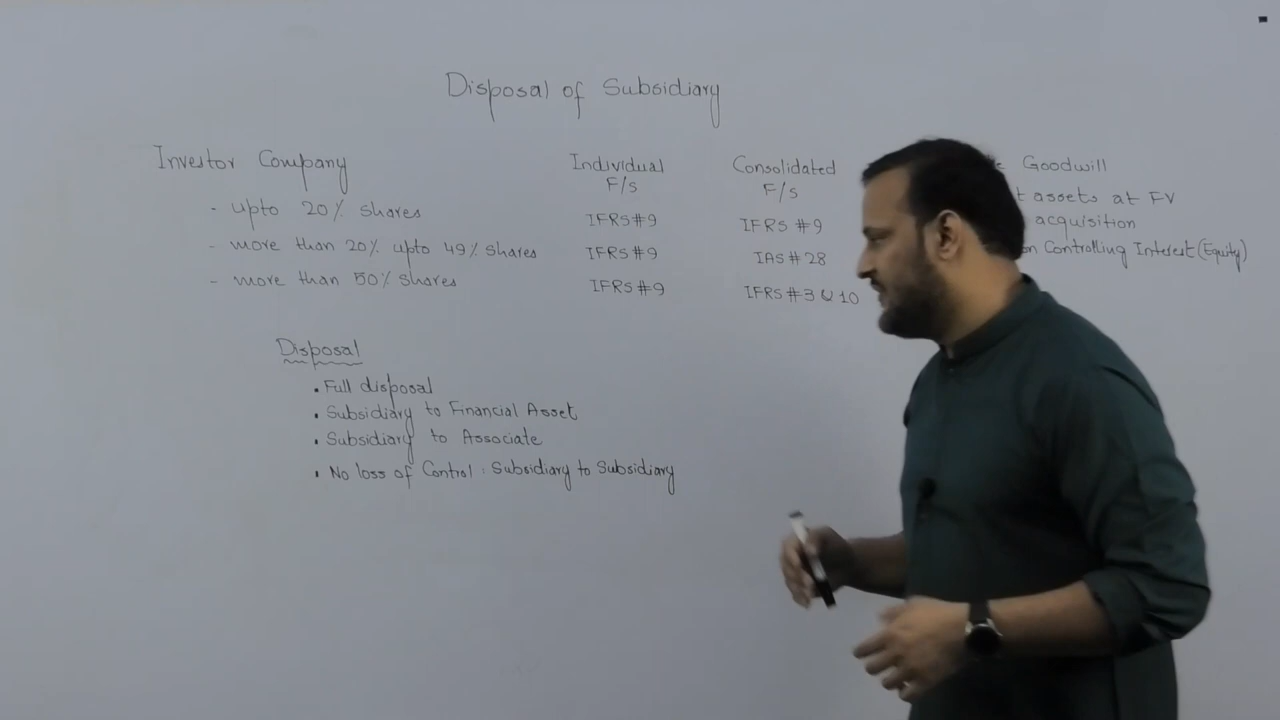 Disposal of Subsidiary
Investor Company
Individual F/s
Consolidated F/s
Goodwill
- upto 20% shares
IFRS#9
IFRS #9
assets at FV
acquisition
- more than 20% upto 49% shares
IFRS#9
IAS # 28
Controlling Interest (Equity)
- more than 50% shares
IFRS#9
IFRS #3 & 10
Disposal
. Full disposal
. Subsidiary to Financial Asset
. Subsidiary to Associate
. No loss of Control : Subsidiary to Subsidiary